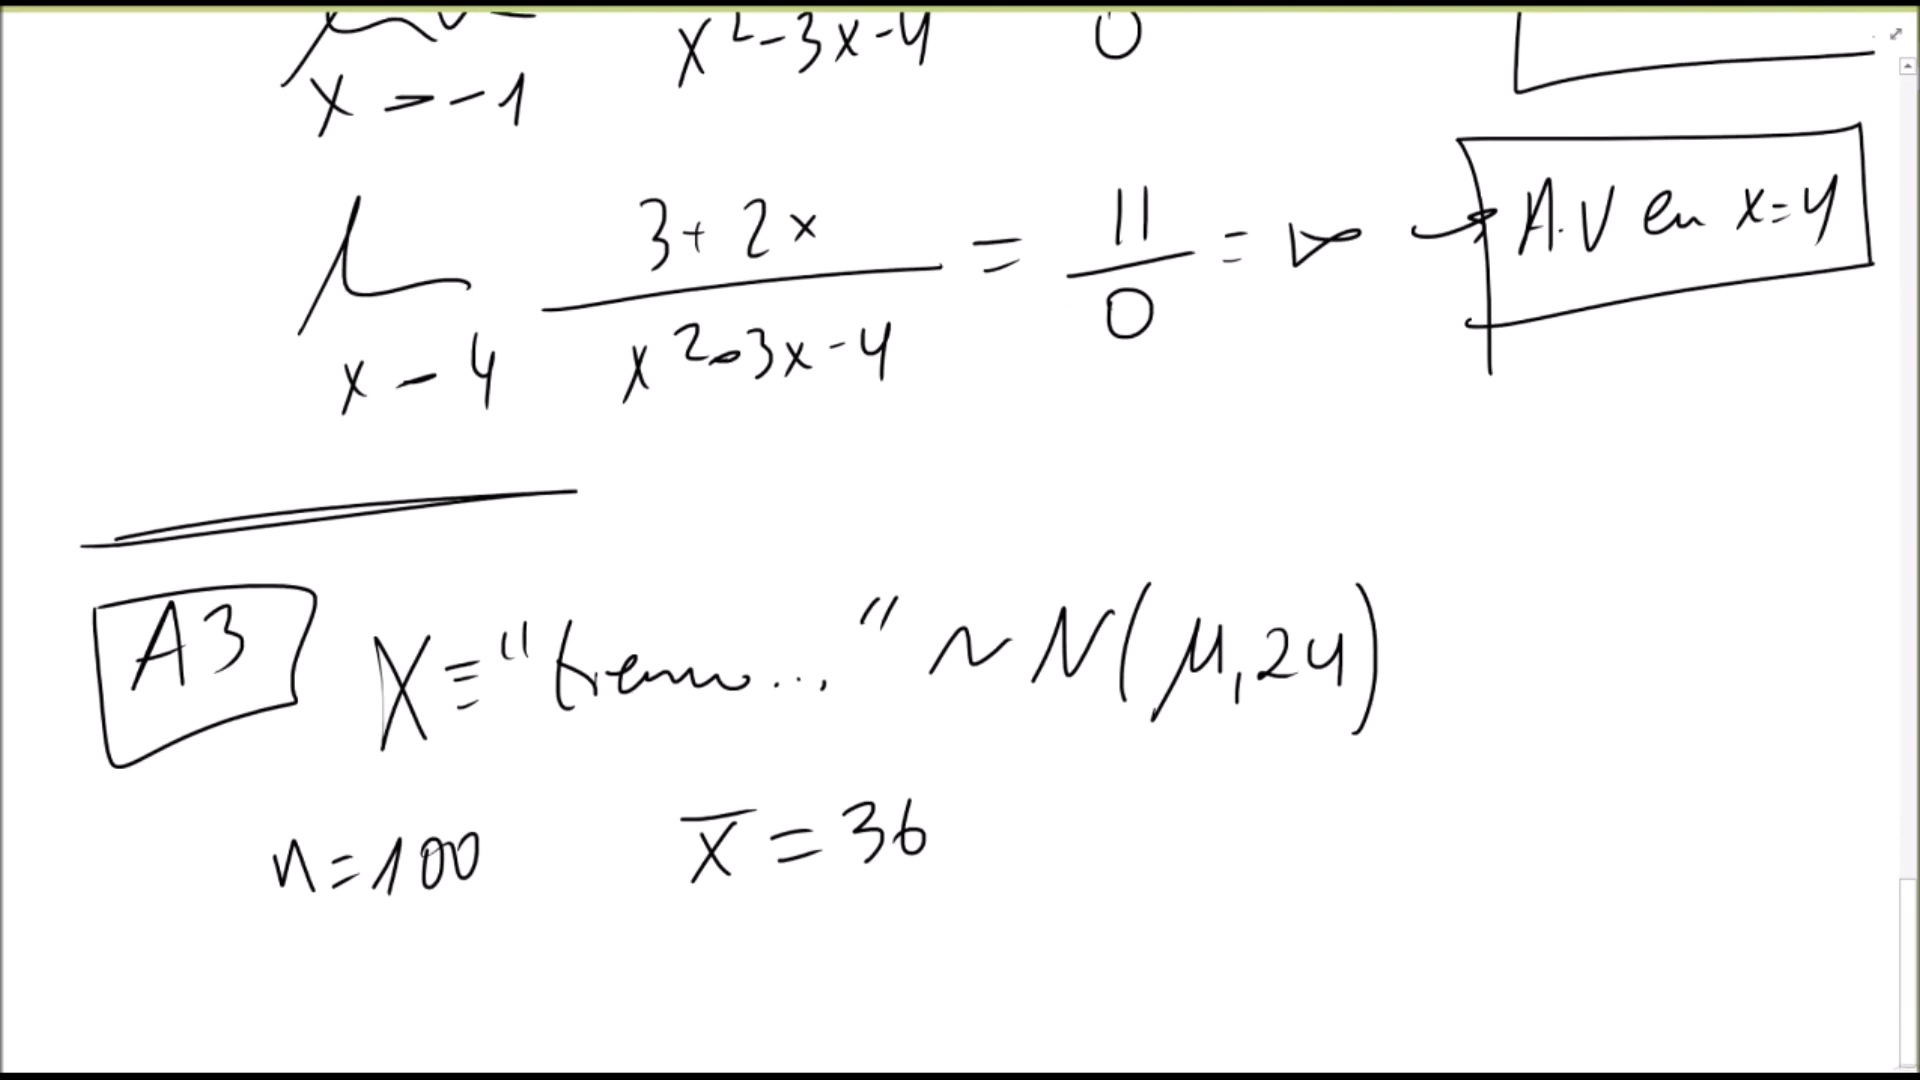 x²-3x-4 0
x -> -1
lim 3+2x / x²-3x-4 = 11/0 = ∞ → A.V en x=4
x → 4
A3 X ≡ "tiempo..." ~ N(μ,24)
n=100 x̄=36